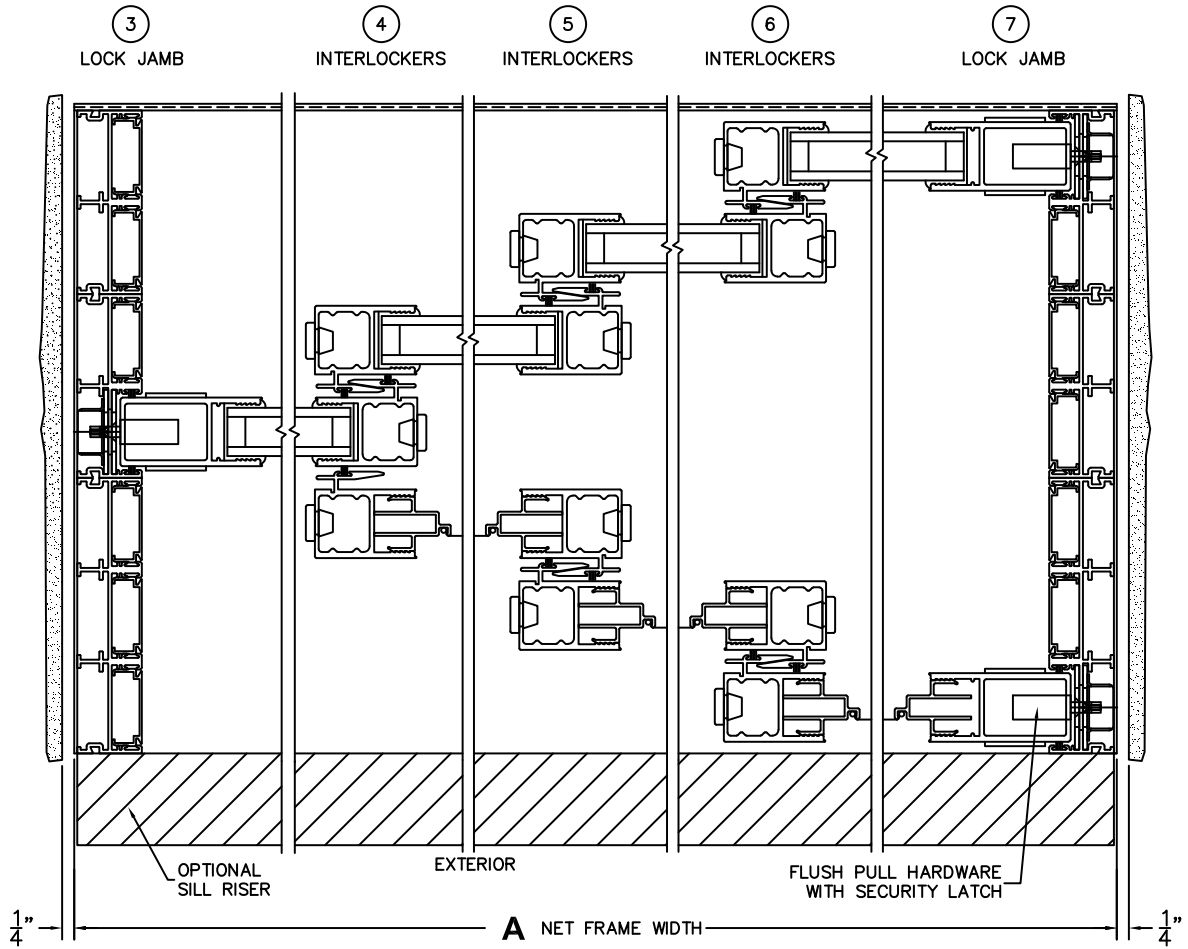 3
LOCK JAMB
4
INTERLOCKERS
5
INTERLOCKERS
6
INTERLOCKERS
7
LOCK JAMB
OPTIONAL
SILL RISER
EXTERIOR
FLUSH PULL HARDWARE
WITH SECURITY LATCH
1/4"
A NET FRAME WIDTH
1/4"